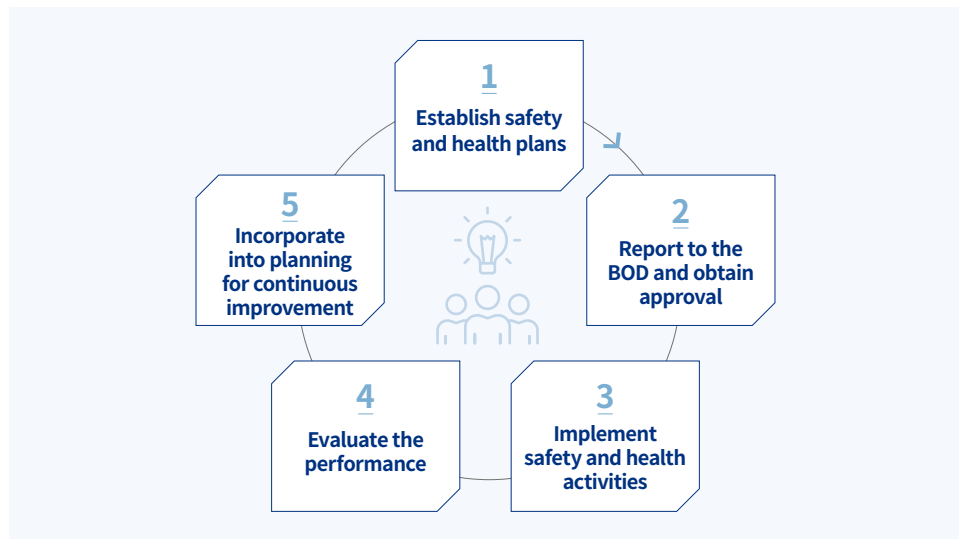 1
Establish safety
and health plans
2
Report to the
BOD and obtain
approval
3
Implement
safety and health
activities
4
Evaluate the
performance
5
Incorporate
into planning
for continuous
improvement